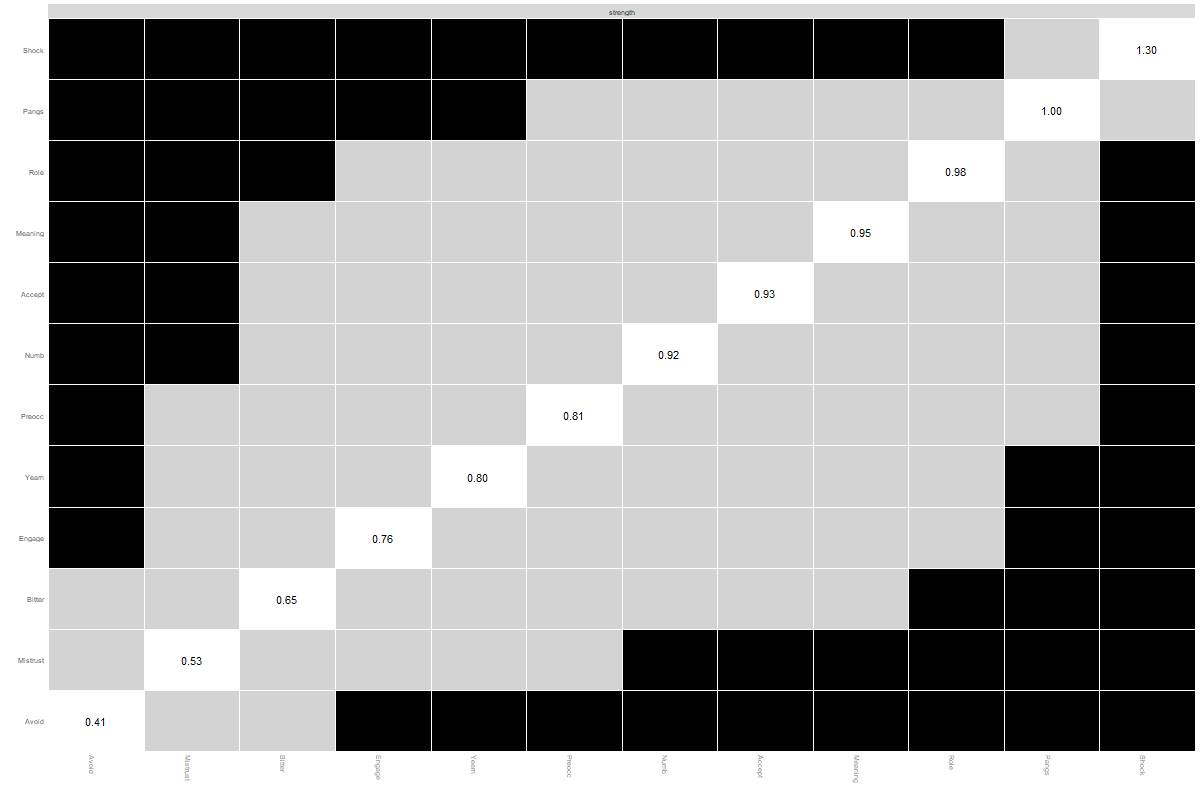 strength
Shock
1.30
Pangs
1.00
Role
0.98
Meaning
0.95
Accept
0.93
Numb
0.92
Preocc
0.81
Yearn
0.80
Engage
0.76
Bitter
0.65
Mistrust
0.53
Avoid
0.41
Avoid
Mistrust
Bitter
Engage
Yearn
Preocc
Numb
Accept
Meaning
Role
Pangs
Shock